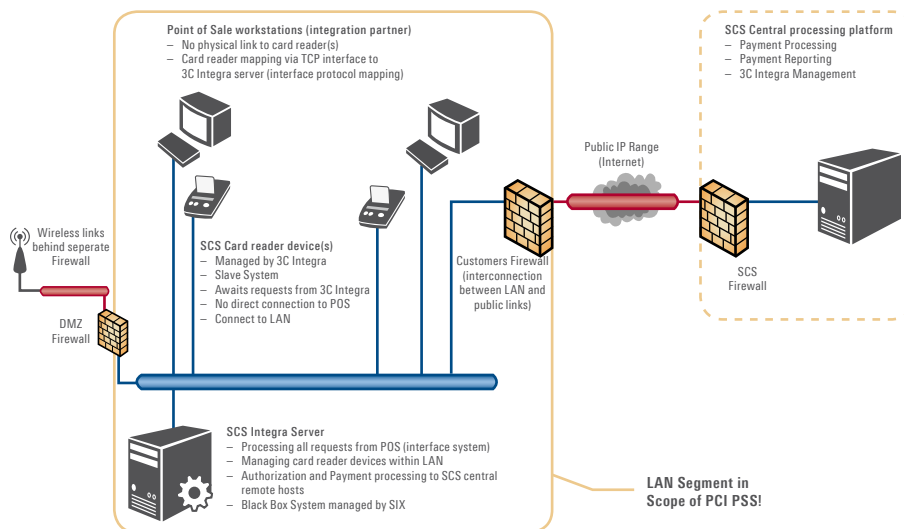 Point of Sale workstations (integration partner)
– No physical link to card reader(s)
– Card reader mapping via TCP interface to
3C Integra server (interface protocol mapping)
SCS Central processing platform
– Payment Processing
– Payment Reporting
– 3C Integra Management
Public IP Range
(Internet)
Wireless links
behind seperate
Firewall
SCS Card reader device(s)
– Managed by 3C Integra
– Slave System
– Awaits requests from 3C Integra
– No direct connection to POS
– Connect to LAN
Customers Firewall
(interconnection
between LAN and
public links)
SCS
Firewall
DMZ
Firewall
SCS Integra Server
– Processing all requests from POS (interface system)
– Managing card reader devices within LAN
– Authorization and Payment processing to SCS central
remote hosts
– Black Box System managed by SIX
LAN Segment in
Scope of PCI PSS!